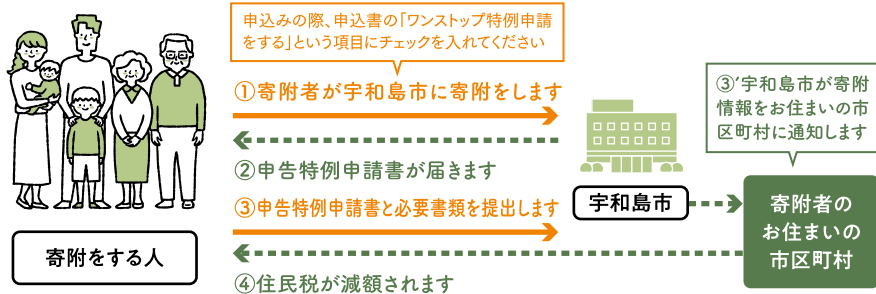 申込みの際、申込書の「ワンストップ特例申請
をする」という項目にチェックを入れてください
①寄附者が宇和島市に寄附をします
②申告特例申請書が届きます
③申告特例申請書と必要書類を提出します
④住民税が減額されます
寄附をする人
宇和島市
③’宇和島市が寄附
情報をお住まいの市
区町村に通知します
寄附者の
お住まいの
市区町村